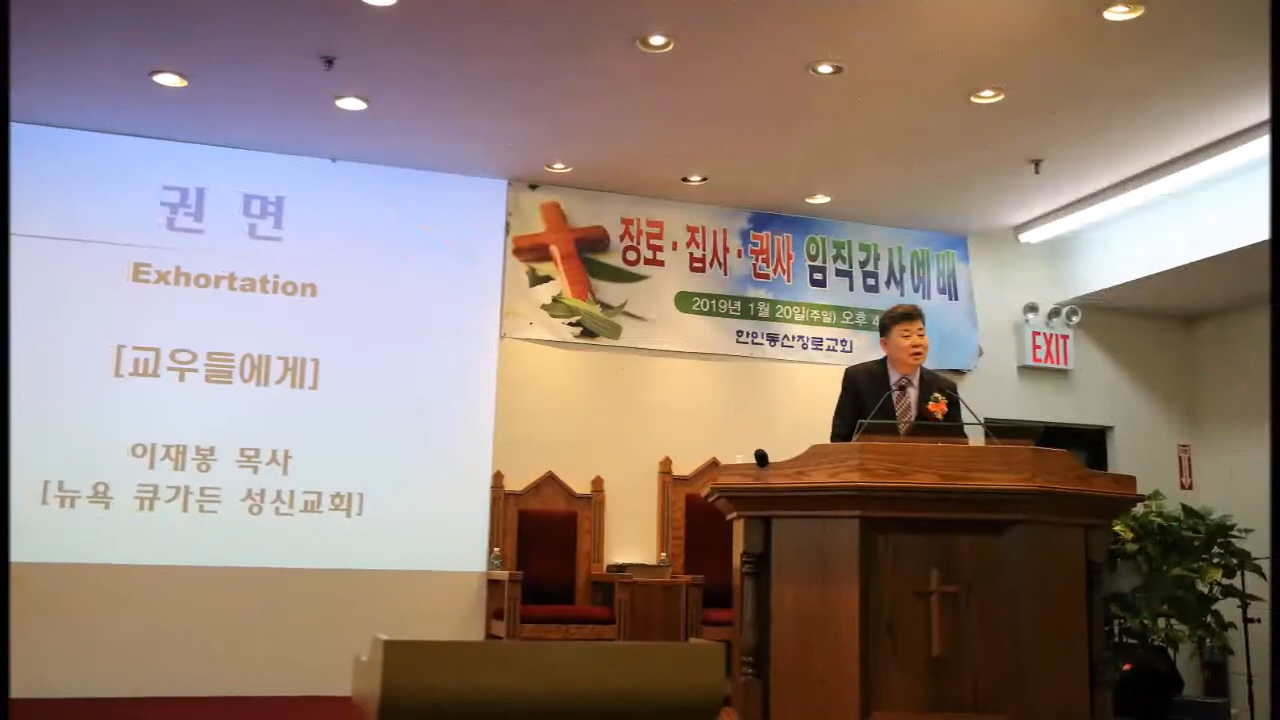 권 면
Exhortation
[교우들에게]
이재봉 목사
[뉴욕 큐가든 성신교회]
장로·집사·권사 임직감사예배
2019년 1월 20일(주일) 오후 4
한인동산장로교회
EXIT